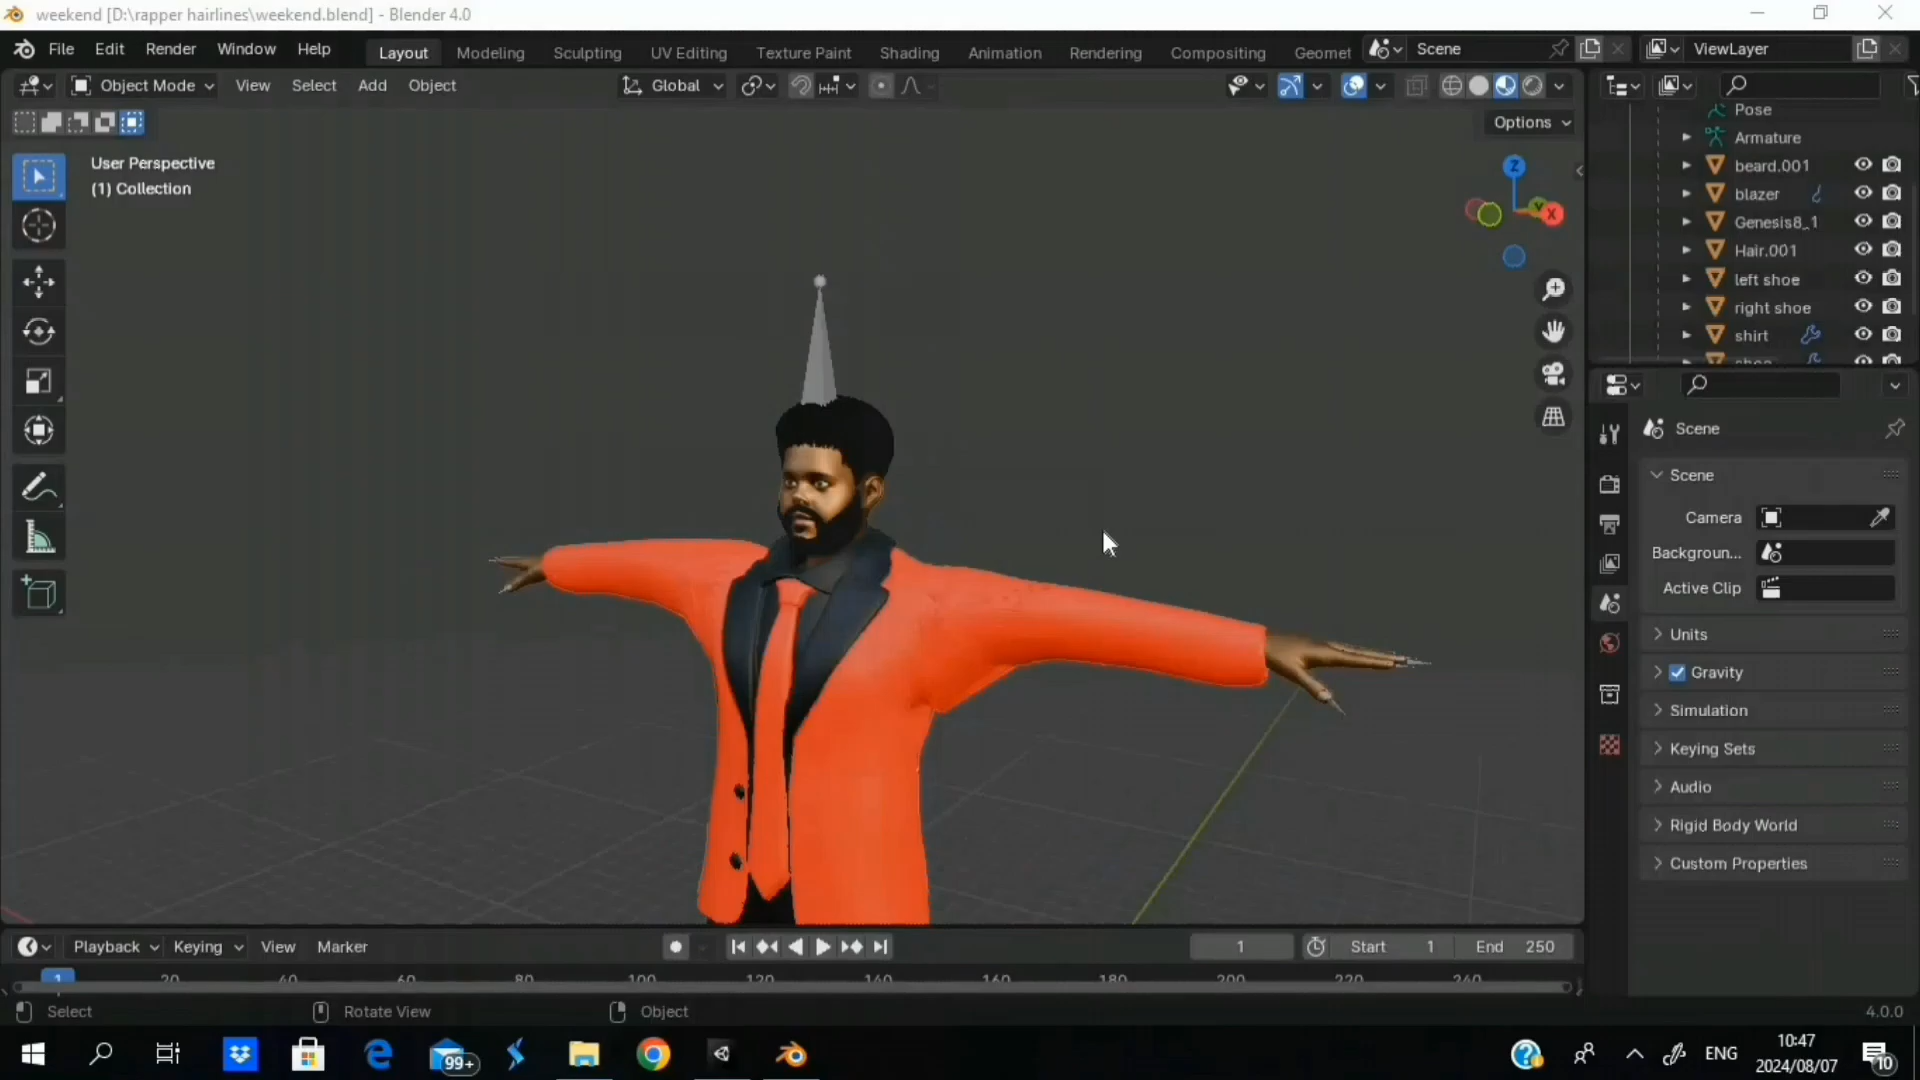 weekend [D:\rapper hairlines\weekend.blend] - Blender 4.0
File Edit Render Window Help Layout Modeling Sculpting UV Editing Texture Paint Shading Animation Rendering Compositing Geomet Scene ViewLayer
Object Mode View Select Add Object Global
Options
User Perspective
(1) Collection
Z
Y
X
Pose
Armature
beard.001
blazer
Genesis8_1
Hair.001
left shoe
right shoe
shirt
Scene
Scene
Camera
Backgroun...
Active Clip
Units
Gravity
Simulation
Keying Sets
Audio
Rigid Body World
Custom Properties
Playback Keying View Marker 1 Start 1 End 250
1 20 40 60 80 100 120 140 160 180 200 220 240
Select Rotate View Object 4.0.0
99+ ENG 10:47
2024/08/07 10